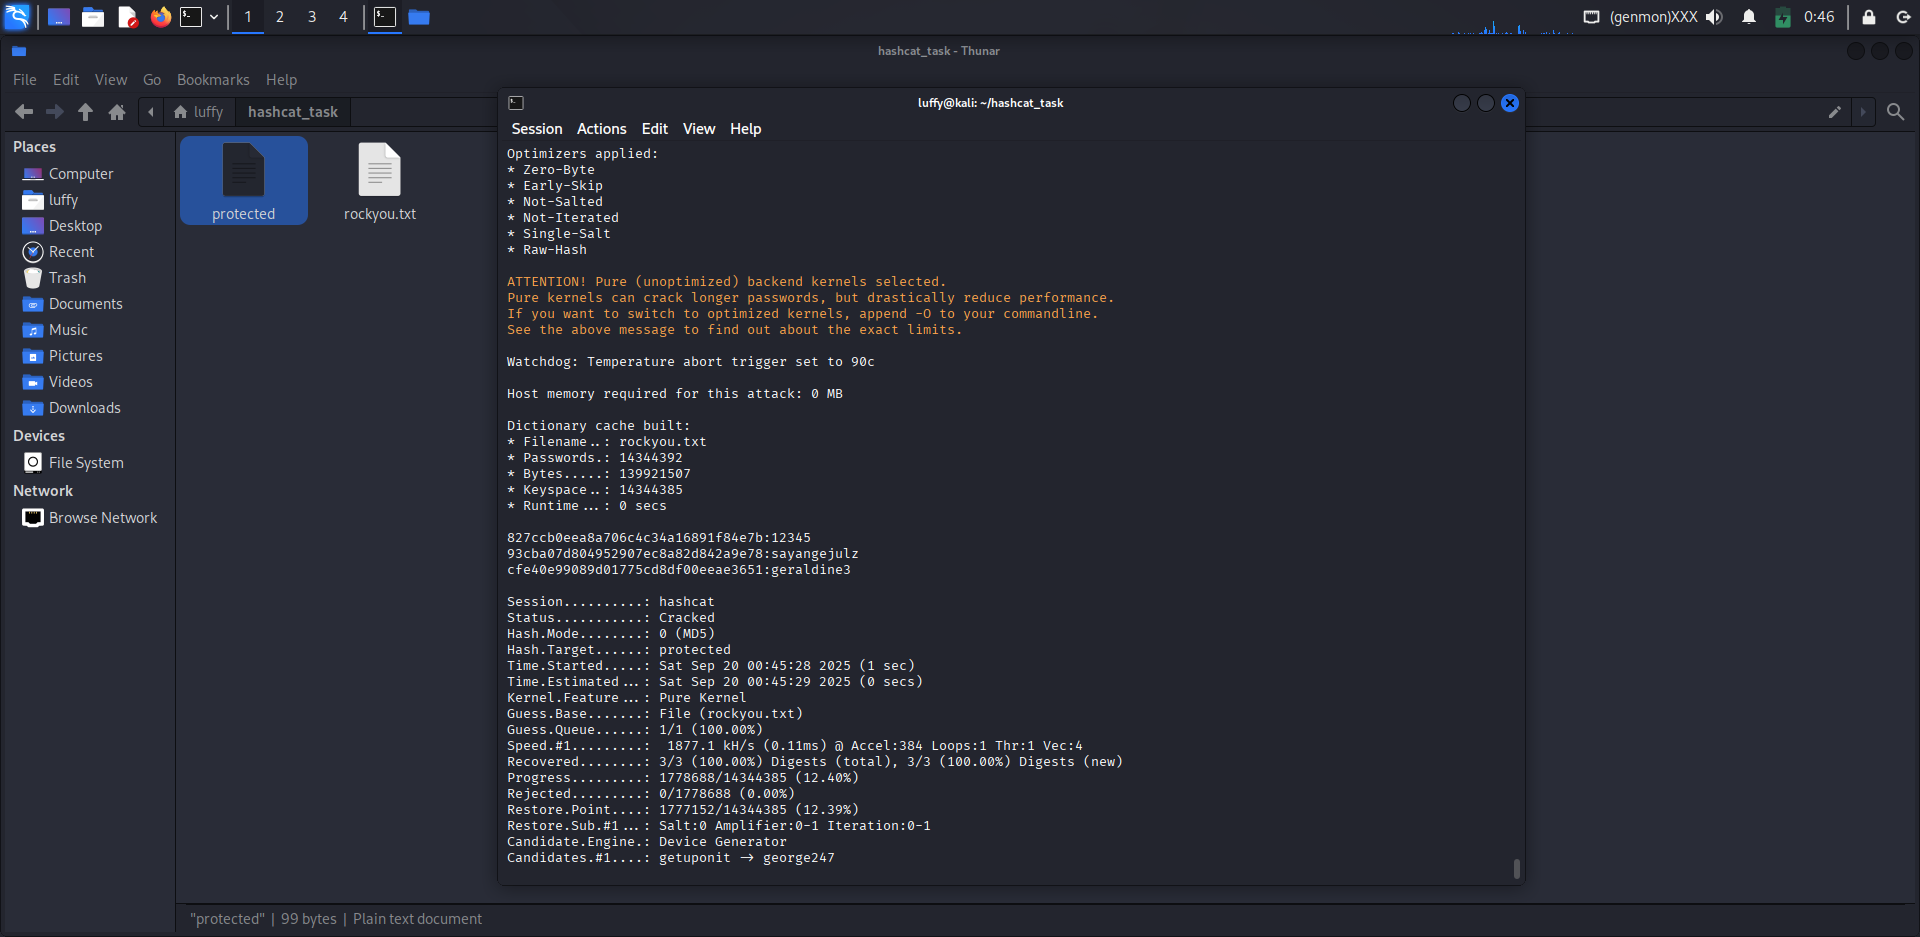 1 2 3 4
(genmon)XXX 0:46
hashcat_task - Thunar
File Edit View Go Bookmarks Help
luffy hashcat_task
Places
Computer
luffy
Desktop
Recent
Trash
Documents
Music
Pictures
Videos
Downloads
Devices
File System
Network
Browse Network
protected
rockyou.txt
luffy@kali: ~/hashcat_task
Session Actions Edit View Help
Optimizers applied:
* Zero-Byte
* Early-Skip
* Not-Salted
* Not-Iterated
* Single-Salt
* Raw-Hash
ATTENTION! Pure (unoptimized) backend kernels selected.
Pure kernels can crack longer passwords, but drastically reduce performance.
If you want to switch to optimized kernels, append -O to your commandline.
See the above message to find out about the exact limits.
Watchdog: Temperature abort trigger set to 90c
Host memory required for this attack: 0 MB
Dictionary cache built:
* Filename..: rockyou.txt
* Passwords.: 14344392
* Bytes.....: 139921507
* Keyspace..: 14344385
* Runtime...: 0 secs
827ccb0eea8a706c4c34a16891f84e7b:12345
93cba07d804952907ec8a82d842a9e78:sayangejulz
cfe40e99089d01775cd8df00eeae3651:geraldine3
Session..........: hashcat
Status...........: Cracked
Hash.Mode........: 0 (MD5)
Hash.Target......: protected
Time.Started.....: Sat Sep 20 00:45:28 2025 (1 sec)
Time.Estimated...: Sat Sep 20 00:45:29 2025 (0 secs)
Kernel.Feature...: Pure Kernel
Guess.Base.......: File (rockyou.txt)
Guess.Queue......: 1/1 (100.00%)
Speed.#1.........:  1877.1 kH/s (0.11ms) @ Accel:384 Loops:1 Thr:1 Vec:4
Recovered........: 3/3 (100.00%) Digests (total), 3/3 (100.00%) Digests (new)
Progress.........: 1778688/14344385 (12.40%)
Rejected.........: 0/1778688 (0.00%)
Restore.Point....: 1777152/14344385 (12.39%)
Restore.Sub.#1...: Salt:0 Amplifier:0-1 Iteration:0-1
Candidate.Engine.: Device Generator
Candidates.#1....: getuponit -> george247
"protected" | 99 bytes | Plain text document